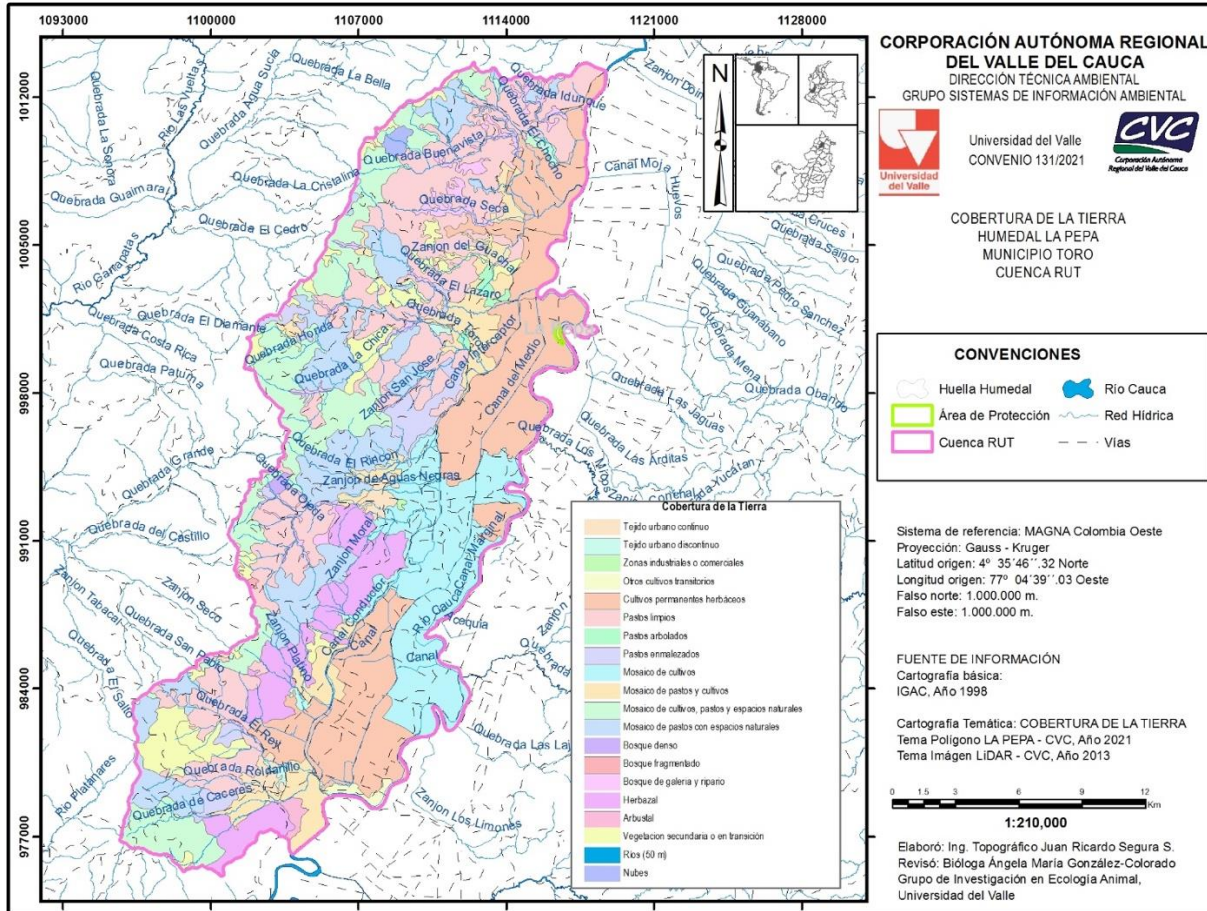 1093000
1100000
1107000
1114000
1121000
1128000
1012000
1005000
998000
991000
984000
977000
Quebrada La Sonora
Río Las Vueltas
Quebrada Agua Sucia
Quebrada La Bella
Quebrada Idunque
Quebrada El Chocho
Quebrada Buenavista
Quebrada La Cristalina
Quebrada Guaimara
Quebrada El Cedro
Quebrada Seca
Canal Mola
Huevos
Río Garrapatas
Zanjon del Guachal
Quebrada El Lazaro
Quebrada Saino
Quebrada Pedro Sanchez
Quebrada Guanábano
Quebrada Mena
Quebrada Obando
Quebrada El Diamante
Quebrada Costa Rica
Quebrada Patuma
Quebrada Honda
Quebrada La Chica
Quebrada Toro
Canal Interceptor
Canal del Medio
Zanjon San Jose
Quebrada Las Jaguas
Quebrada Las Arditas
Quebrada Los Micos
Quebrada Grande
Quebrada El Rincon
Zanjon de Aguas Negras
Quebrada del Castillo
Zanjon Moral
Canal Marginal
Río Cauca
Zanjon Tabacal
Zanjon Seco
Quebrada San Pablo
Quebrada El Salto
Zanjon Platino
Canal Conductor
Canal
Acequia
Canal
Quebrada El Rey
Quebrada Roldanillo
Quebrada de Caceres
Río Platanares
Zanjon Los Limones
N
CORPORACIÓN AUTÓNOMA REGIONAL
DEL VALLE DEL CAUCA
DIRECCIÓN TÉCNICA AMBIENTAL
GRUPO SISTEMAS DE INFORMACIÓN AMBIENTAL
Universidad
del Valle
Universidad del Valle
CONVENIO 131/2021
CVC
Corporación Autónoma
Regional del Valle del Cauca
COBERTURA DE LA TIERRA
HUMEDAL LA PEPA
MUNICIPIO TORO
CUENCA RUT
CONVENCIONES
Huella Humedal
Río Cauca
Área de Protección
Red Hídrica
Cuenca RUT
Vías
Cobertura de la Tierra
Tejido urbano continuo
Tejido urbano discontinuo
Zonas industriales o comerciales
Otros cultivos transitorios
Cultivos permanentes herbáceos
Pastos limpios
Pastos arbolados
Pastos enmalezados
Mosaico de cultivos
Mosaico de pastos y cultivos
Mosaico de cultivos, pastos y espacios naturales
Mosaico de pastos con espacios naturales
Bosque denso
Bosque fragmentado
Bosque de galeria y ripario
Herbazal
Arbustal
Vegetacion secundaria o en transición
Rios (50 m)
Nubes
Sistema de referencia: MAGNA Colombia Oeste
Proyección: Gauss - Kruger
Latitud origen: 4º 35´46´´.32 Norte
Longitud origen: 77º 04´39´´.03 Oeste
Falso norte: 1.000.000 m.
Falso este: 1.000.000 m.
FUENTE DE INFORMACIÓN
Cartografía básica:
IGAC, Año 1998
Cartografía Temática: COBERTURA DE LA TIERRA
Tema Polígono LA PEPA - CVC, Año 2021
Tema Imágen LiDAR - CVC, Año 2013
0 1.5 3 6 9 12
Km
1:210,000
Elaboró: Ing. Topográfico Juan Ricardo Segura S.
Revisó: Bióloga Ángela María González-Colorado
Grupo de Investigación en Ecología Animal,
Universidad del Valle